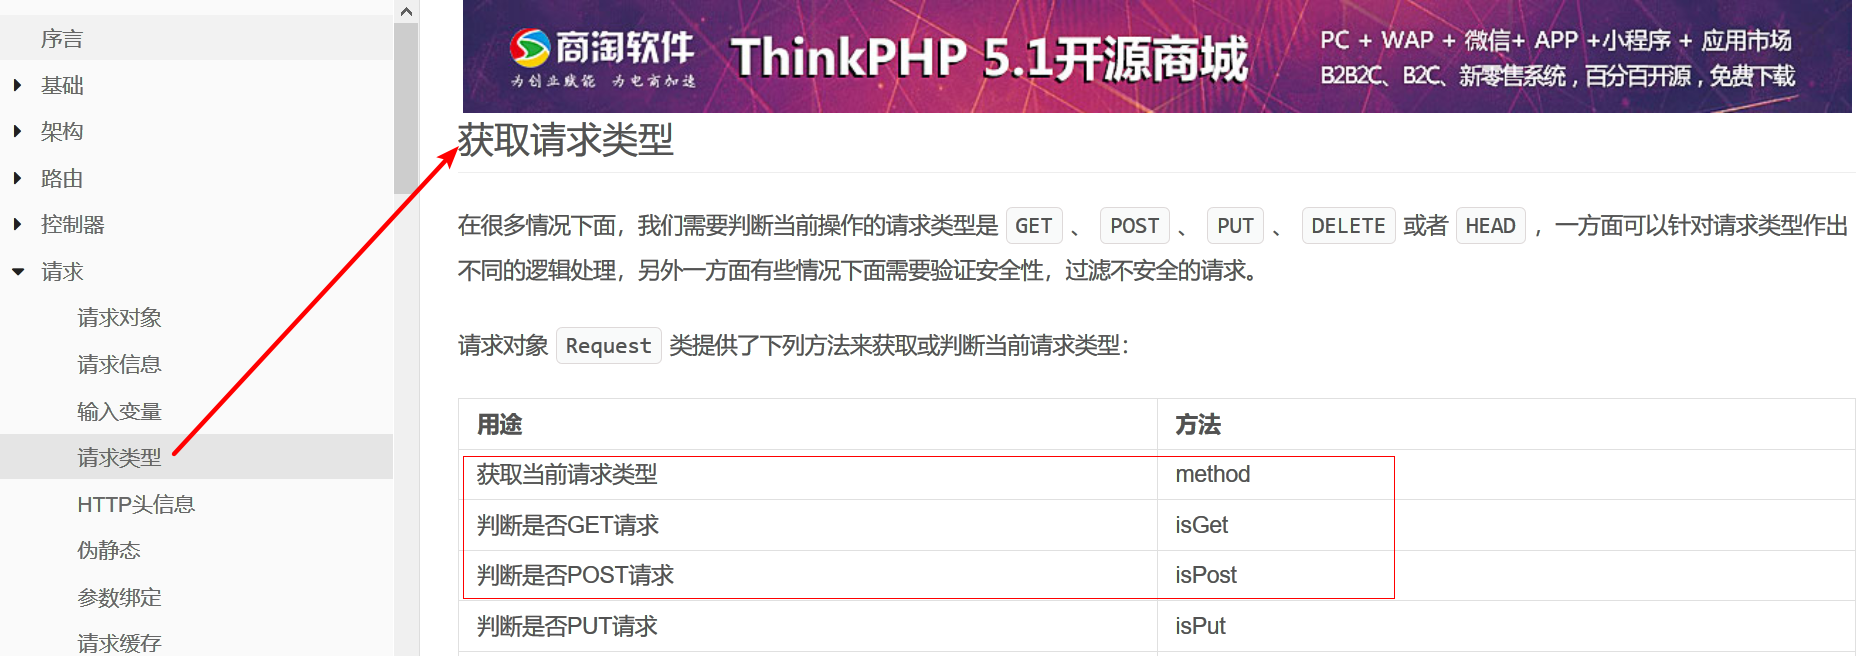 序言
基础
架构
路由
控制器
请求
请求对象
请求信息
输入变量
请求类型
HTTP头信息
伪静态
参数绑定
请求缓存
商淘软件
为创业赋能 为电商加速
ThinkPHP 5.1开源商城
PC + WAP + 微信+ APP +小程序 + 应用市场
B2B2C、B2C、新零售系统，百分百开源，免费下载
获取请求类型
在很多情况下面，我们需要判断当前操作的请求类型是 GET 、 POST 、 PUT 、 DELETE 或者 HEAD ，一方面可以针对请求类型作出
不同的逻辑处理，另外一方面有些情况下面需要验证安全性，过滤不安全的请求。
请求对象 Request 类提供了下列方法来获取或判断当前请求类型：
用途 方法
获取当前请求类型 method
判断是否GET请求 isGet
判断是否POST请求 isPost
判断是否PUT请求 isPut